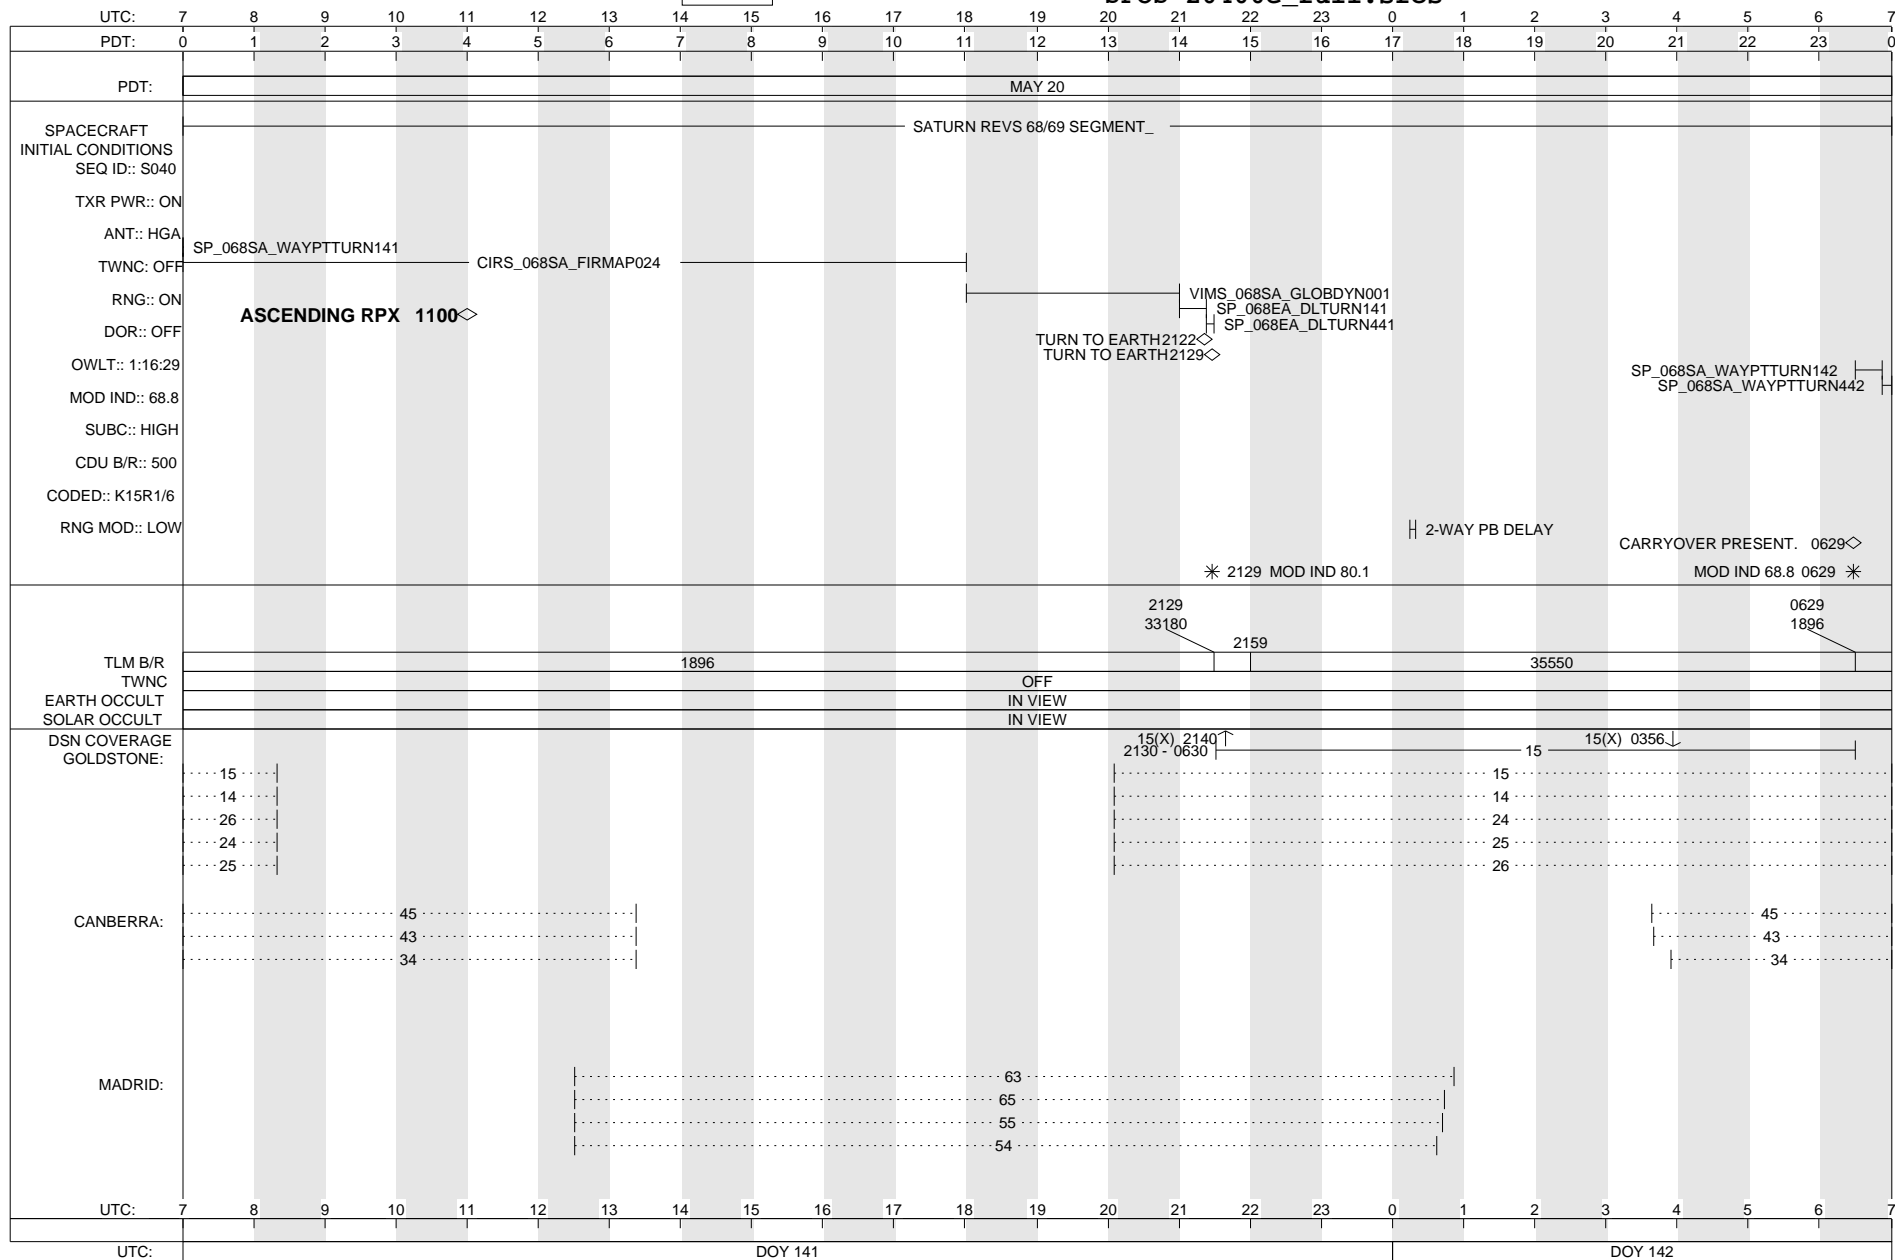 UTC: 7 8 9 10 11 12 13 14 15 16 17 18 19 20 21 22 23 0 1 2 3 4 5 6 7
PDT: 0 1 2 3 4 5 6 7 8 9 10 11 12 13 14 15 16 17 18 19 20 21 22 23 0
PDT: MAY 20
SPACECRAFT
INITIAL CONDITIONS
SATURN REVS 68/69 SEGMENT_
SEQ ID:: S040
TXR PWR:: ON
ANT:: HGA
SP_068SA_WAYPTTURN141
TWNC: OFF
CIRS_068SA_FIRMAP024
RNG:: ON
VIMS_068SA_GLOBDYN001
ASCENDING RPX 1100
SP_068EA_DLTURN141
DOR:: OFF
SP_068EA_DLTURN441
TURN TO EARTH 2122
TURN TO EARTH 2129
OWLT:: 1:16:29
SP_068SA_WAYPTTURN142
SP_068SA_WAYPTTURN442
MOD IND:: 68.8
SUBC:: HIGH
CDU B/R:: 500
CODED:: K15R1/6
RNG MOD:: LOW
2-WAY PB DELAY
CARRYOVER PRESENT. 0629
2129 MOD IND 80.1
MOD IND 68.8 0629
2129 0629
33180 1896
2159
TLM B/R 1896 35550
TWNC OFF
EARTH OCCULT IN VIEW
SOLAR OCCULT IN VIEW
DSN COVERAGE 15(X) 2140 15(X) 0356
2130 - 0630 15
GOLDSTONE:
15 15
14 14
26 24
24 25
25 26
CANBERRA:
45 45
43 43
34 34
MADRID:
63
65
55
54
UTC: 7 8 9 10 11 12 13 14 15 16 17 18 19 20 21 22 23 0 1 2 3 4 5 6 7
UTC: DOY 141 DOY 142